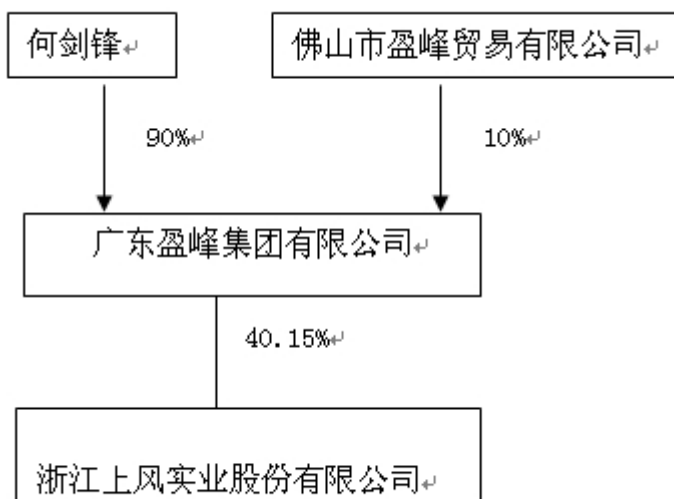 何剑锋
佛山市盈峰贸易有限公司
90%
10%
广东盈峰集团有限公司
40.15%
浙江上风实业股份有限公司